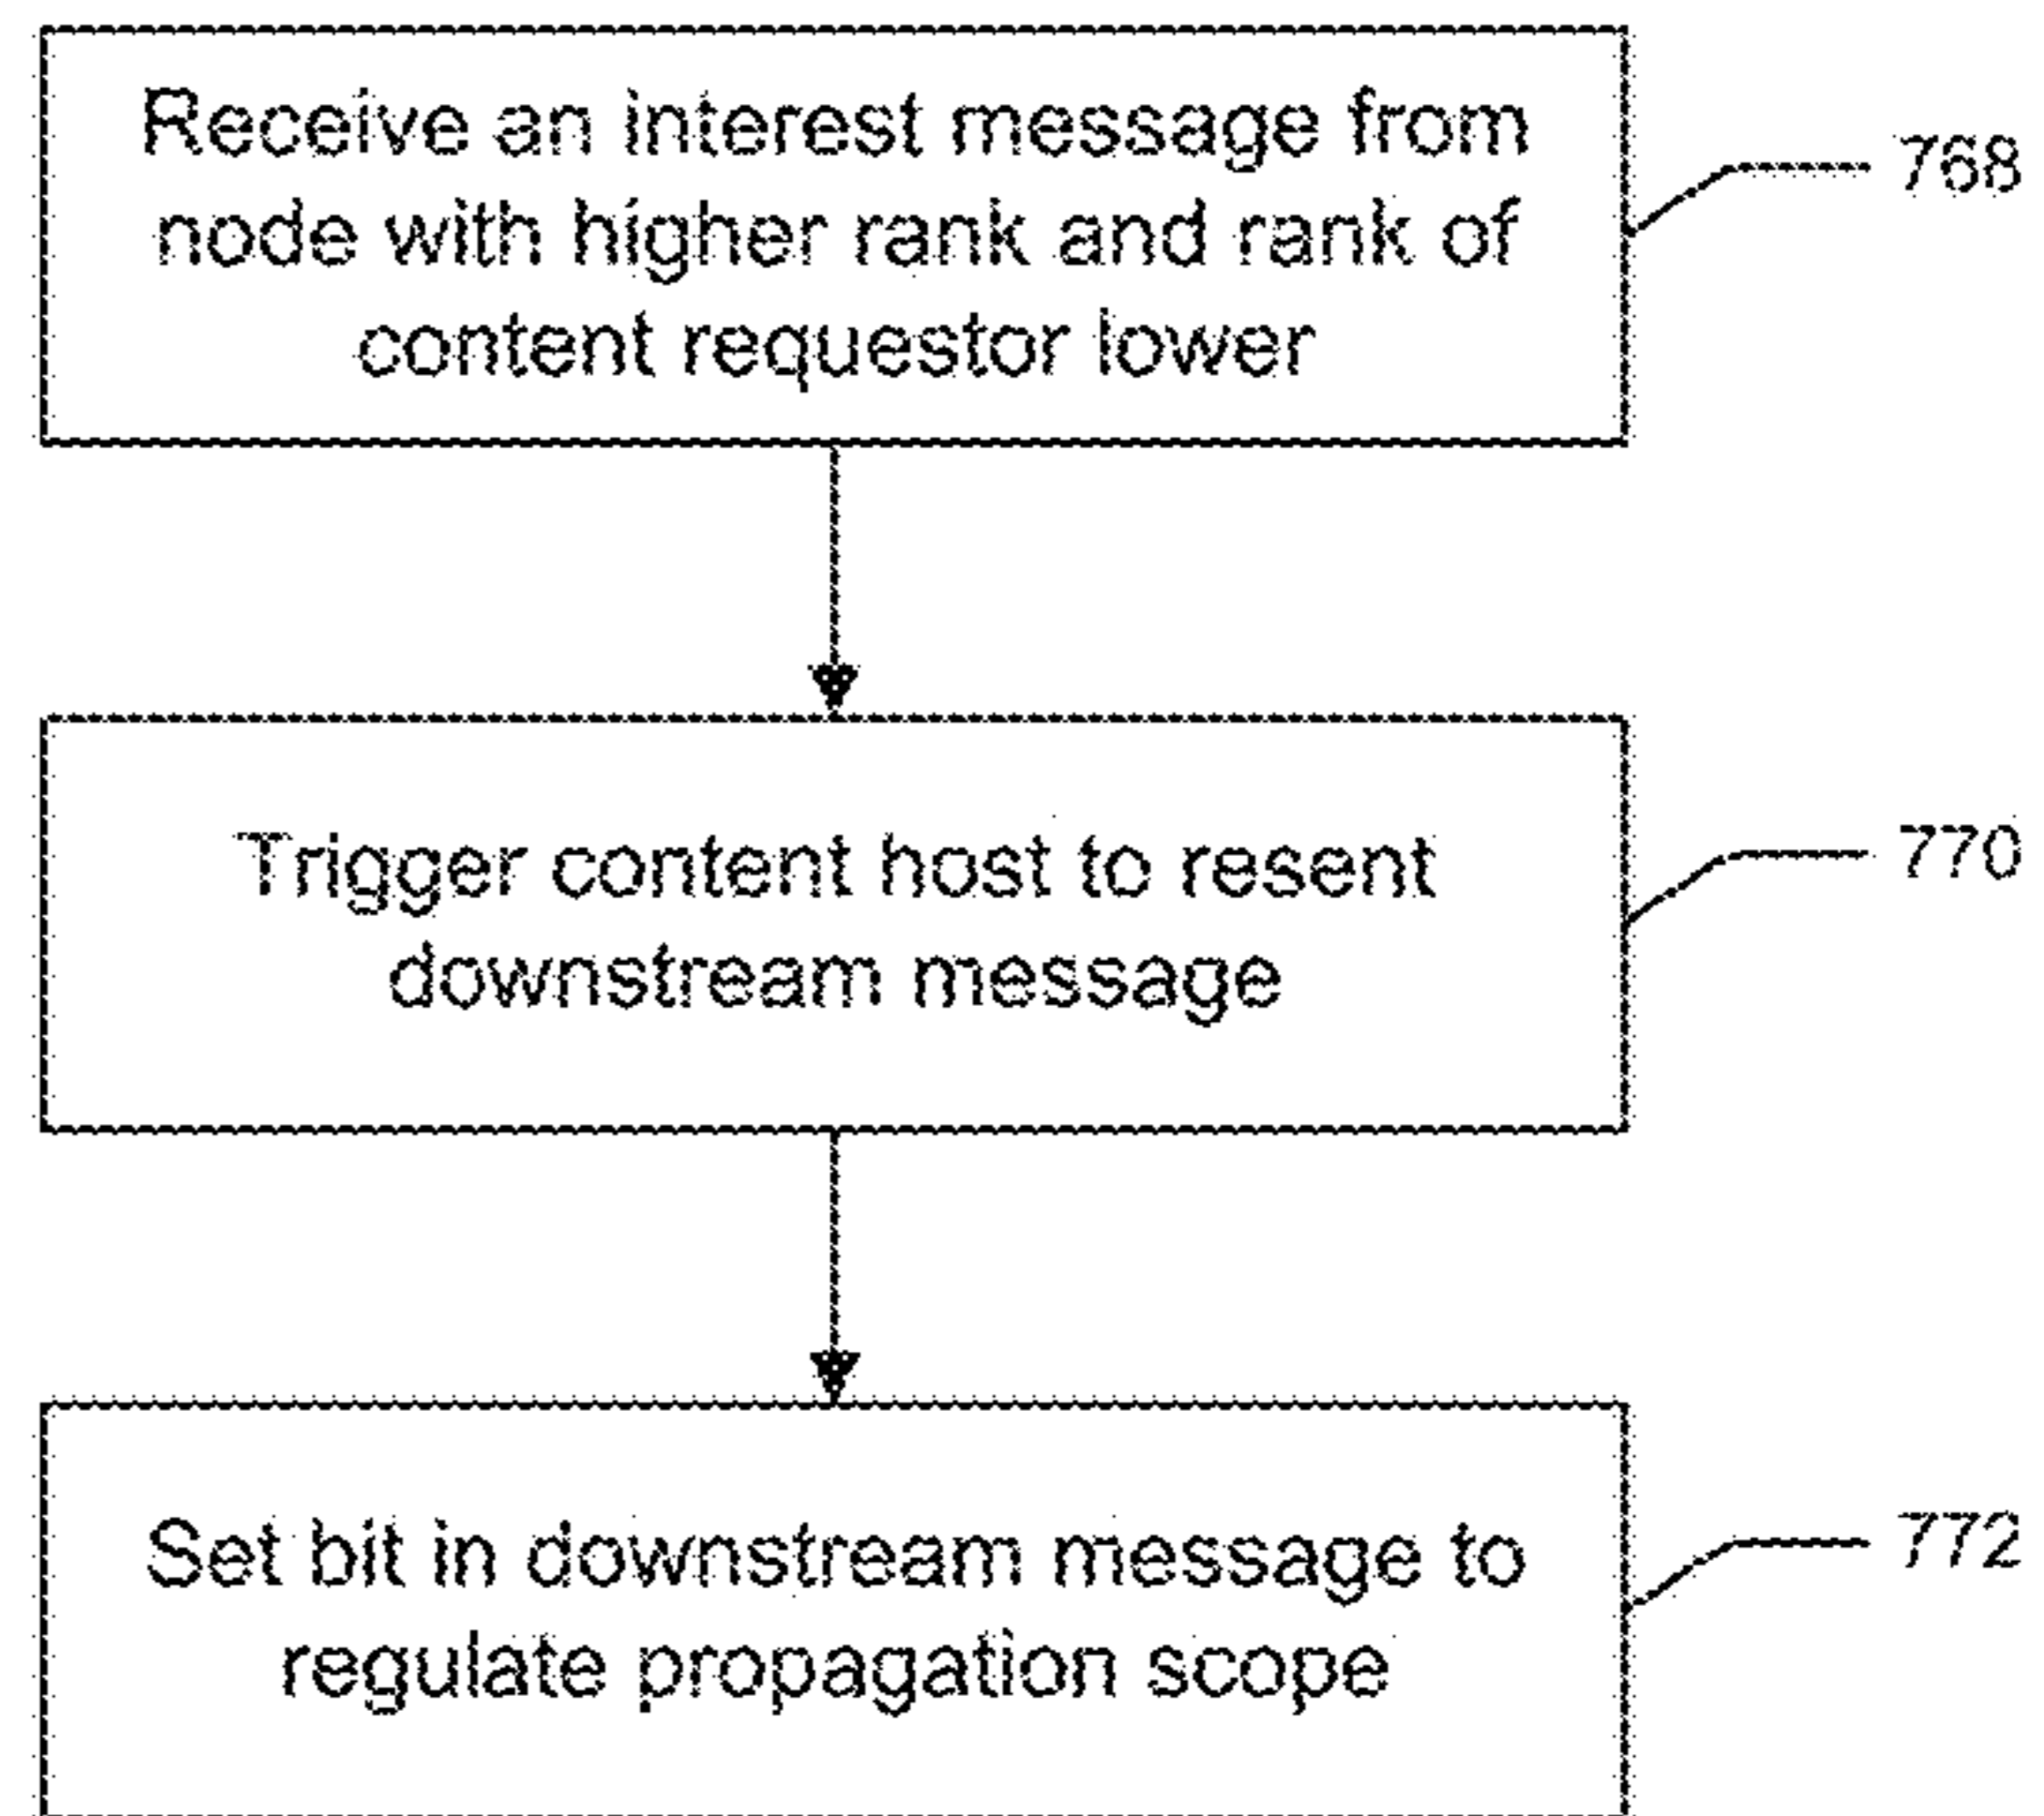 Receive an interest message from
node with higher rank and rank of
content requestor lower
768
Trigger content host to resent
downstream message
770
Set bit in downstream message to
regulate propagation scope
772